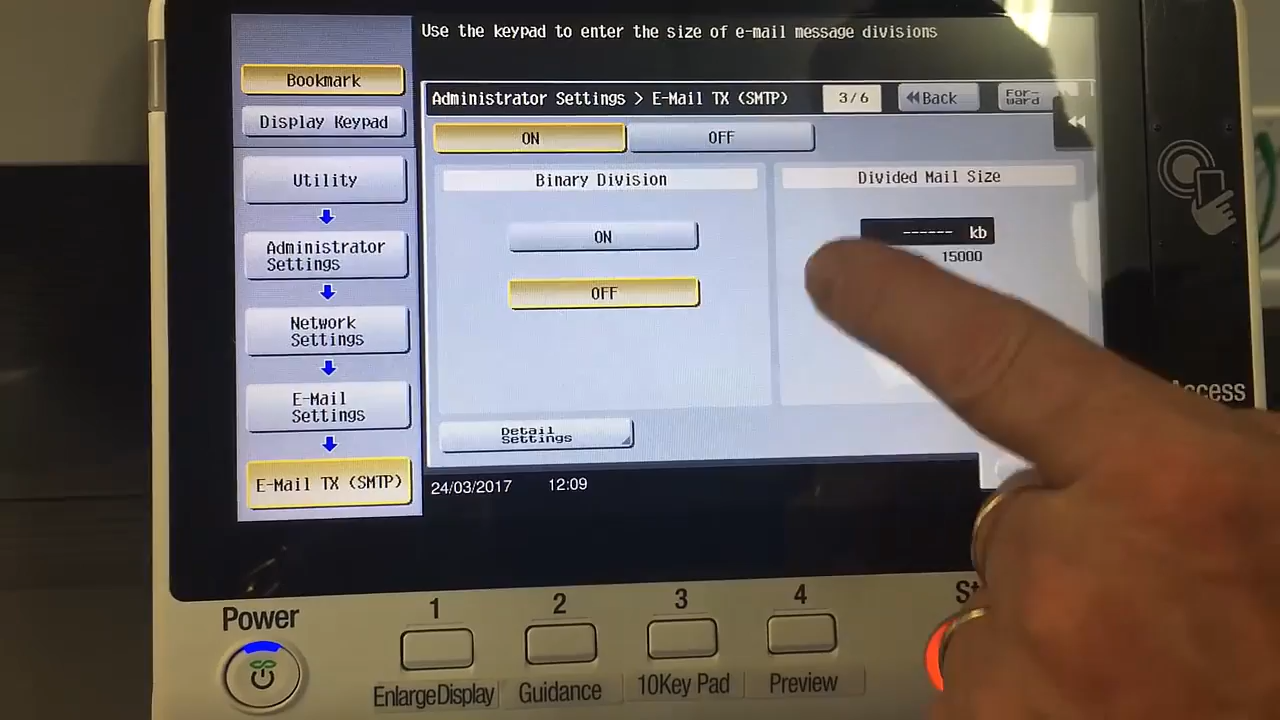 Use the keypad to enter the size of e-mail message divisions
Bookmark
Display Keypad
Utility
Administrator
Settings
Network
Settings
E-Mail
Settings
E-Mail TX (SMTP)
Administrator Settings > E-Mail TX (SMTP)
3/6
Back
For-
ward
ON
OFF
Binary Division
ON
OFF
Divided Mail Size
------ kb
15000
Detail
Settings
24/03/2017 12:09
Access
Power
1
2
3
4
St
EnlargeDisplay
Guidance
10Key Pad
Preview